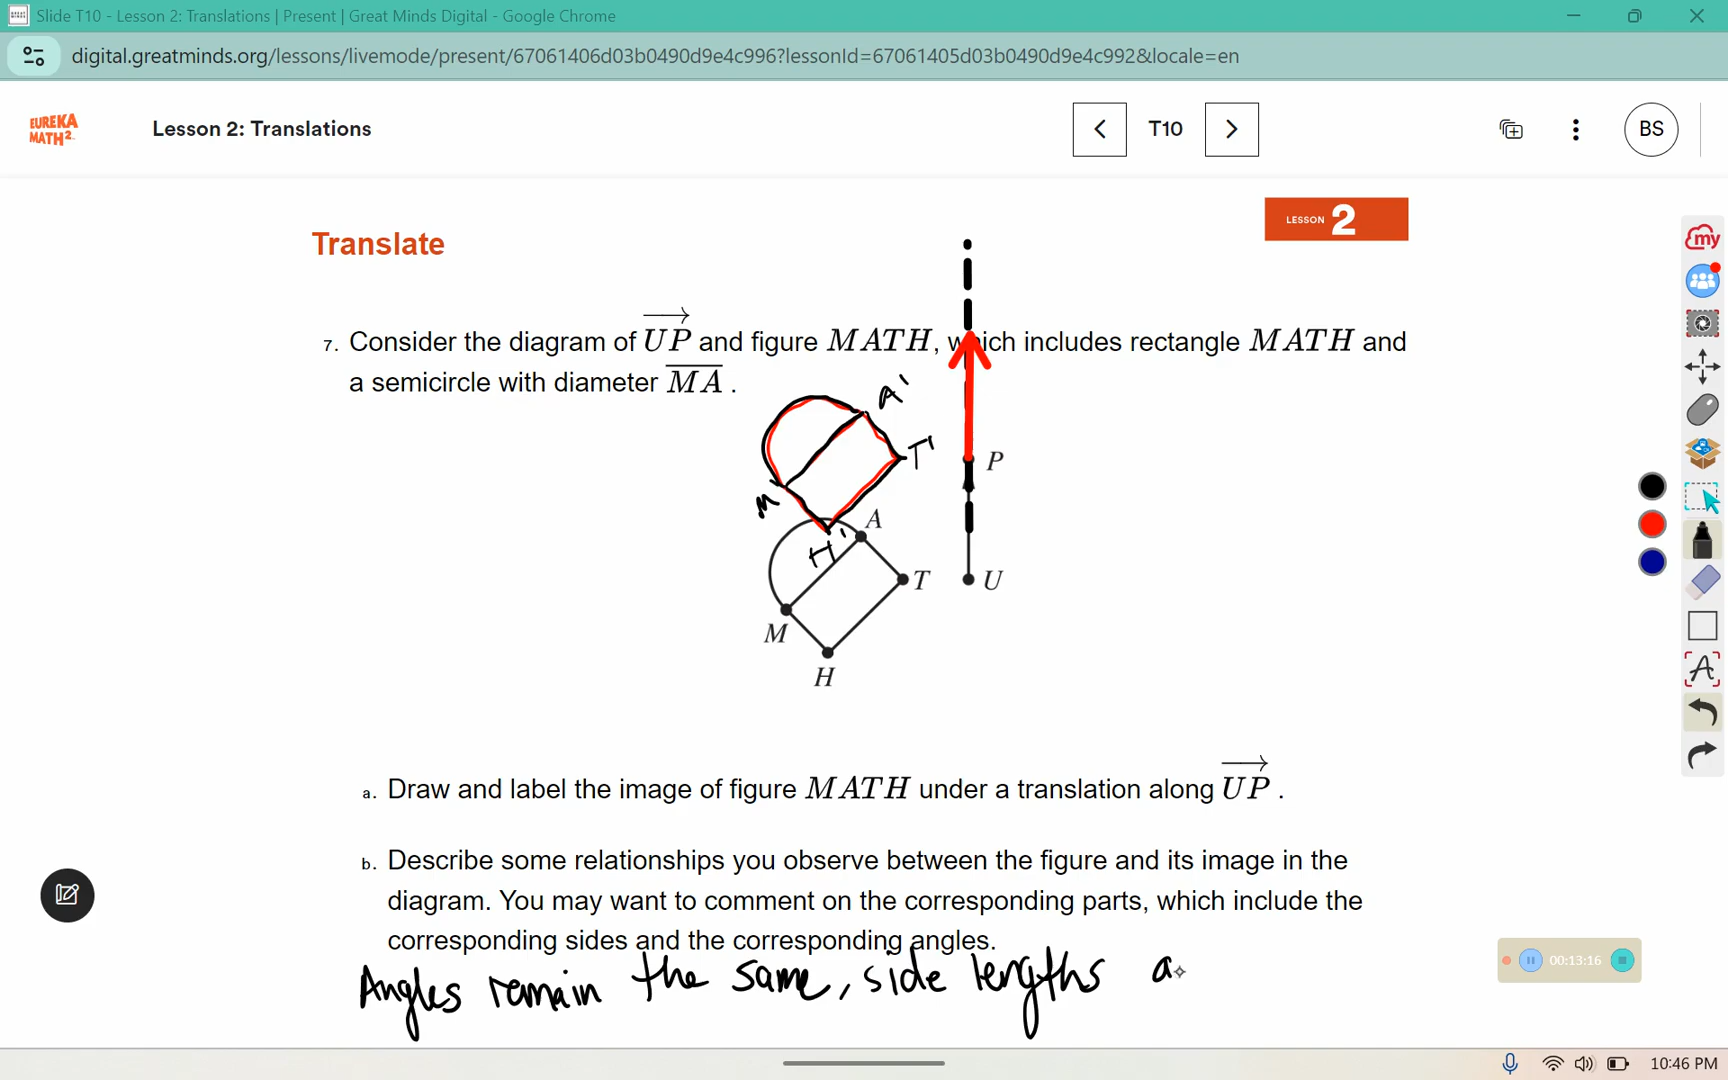 Slide T10 - Lesson 2: Translations | Present | Great Minds Digital - Google Chrome
digital.greatminds.org/lessons/livemode/present/67061406d03b0490d9e4c996?lessonId=67061405d03b0490d9e4c992&locale=en
EUREKA MATH²
Lesson 2: Translations
T10
BS
LESSON 2
Translate
7. Consider the diagram of UP and figure MATH, which includes rectangle MATH and
a semicircle with diameter MA .
A'
T'
M'
H'
P
A
T
U
M
H
a. Draw and label the image of figure MATH under a translation along UP .
b. Describe some relationships you observe between the figure and its image in the
diagram. You may want to comment on the corresponding parts, which include the
corresponding sides and the corresponding angles.
Angles remain the same, side lengths a
00:13:16
my
A
10:46 PM